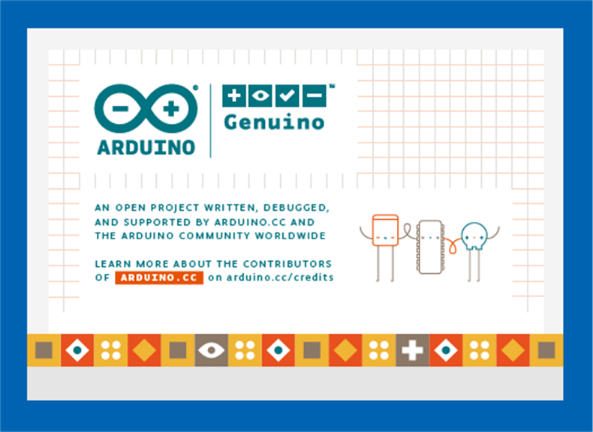 ARDUINO
Genuino
AN OPEN PROJECT WRITTEN, DEBUGGED,
AND SUPPORTED BY ARDUINO.CC AND
THE ARDUINO COMMUNITY WORLDWIDE
LEARN MORE ABOUT THE CONTRIBUTORS
OF ARDUINO.CC on arduino.cc/credits